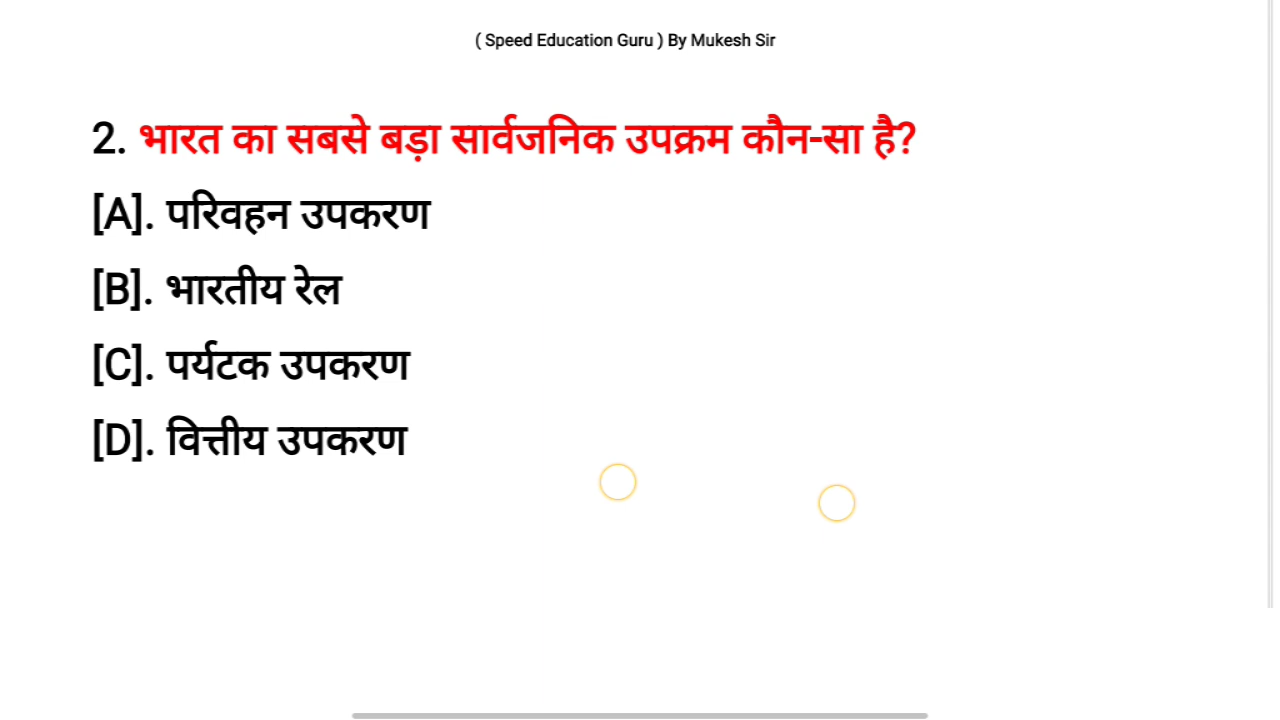 ( Speed Education Guru ) By Mukesh Sir
2. भारत का सबसे बड़ा सार्वजनिक उपक्रम कौन-सा है?
[A]. परिवहन उपकरण
[B]. भारतीय रेल
[C]. पर्यटक उपकरण
[D]. वित्तीय उपकरण